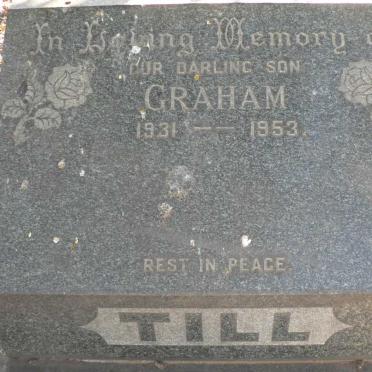 In Loving Memory o
OUR DARLING SON
GRAHAM
1931 — 1953.
REST IN PEACE.
TILL